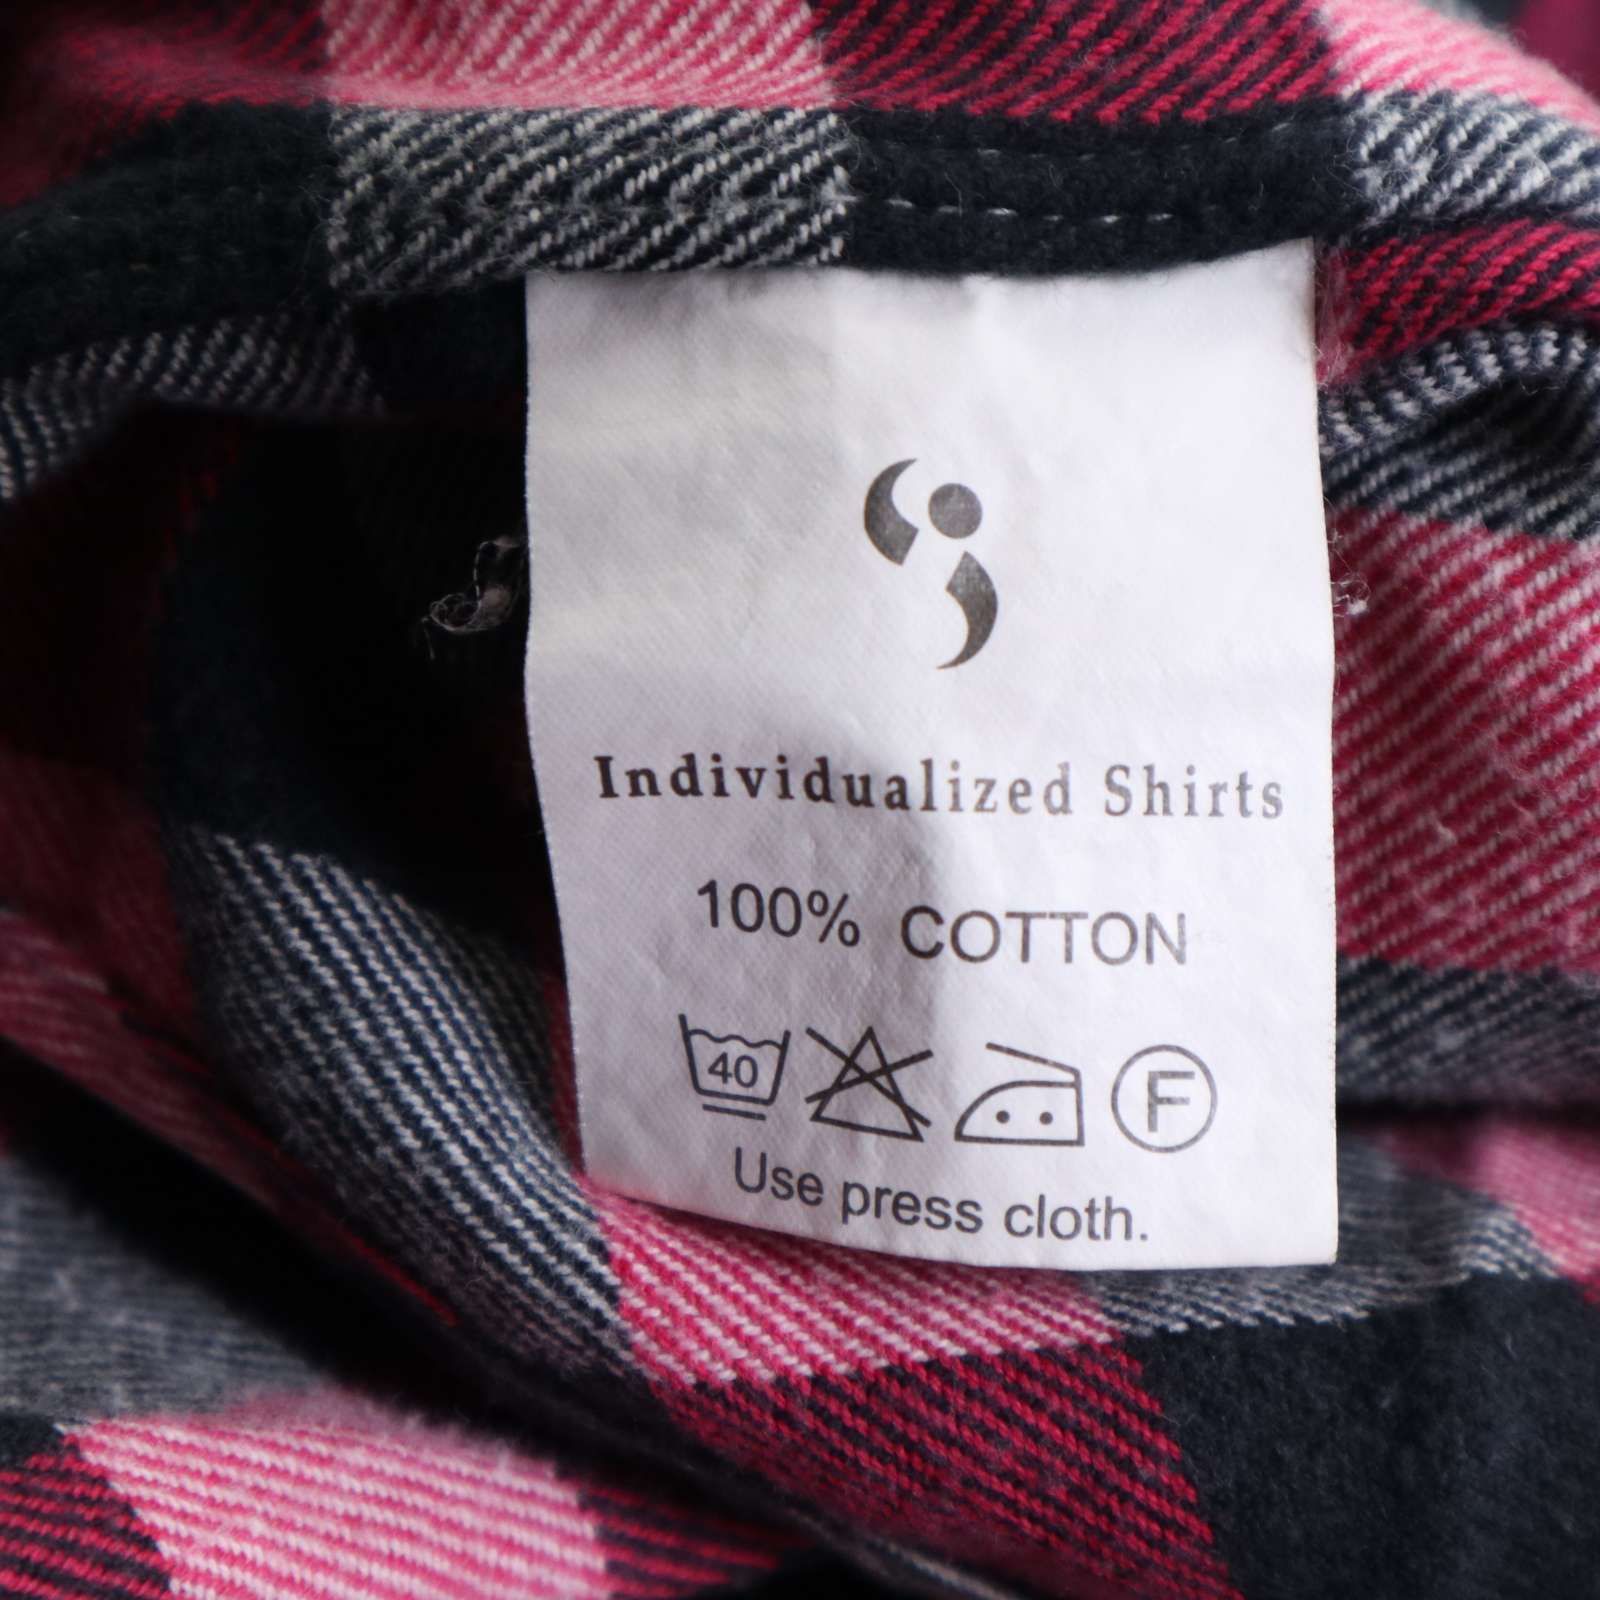 Individualized Shirts
100% COTTON
40 F
Use press cloth.